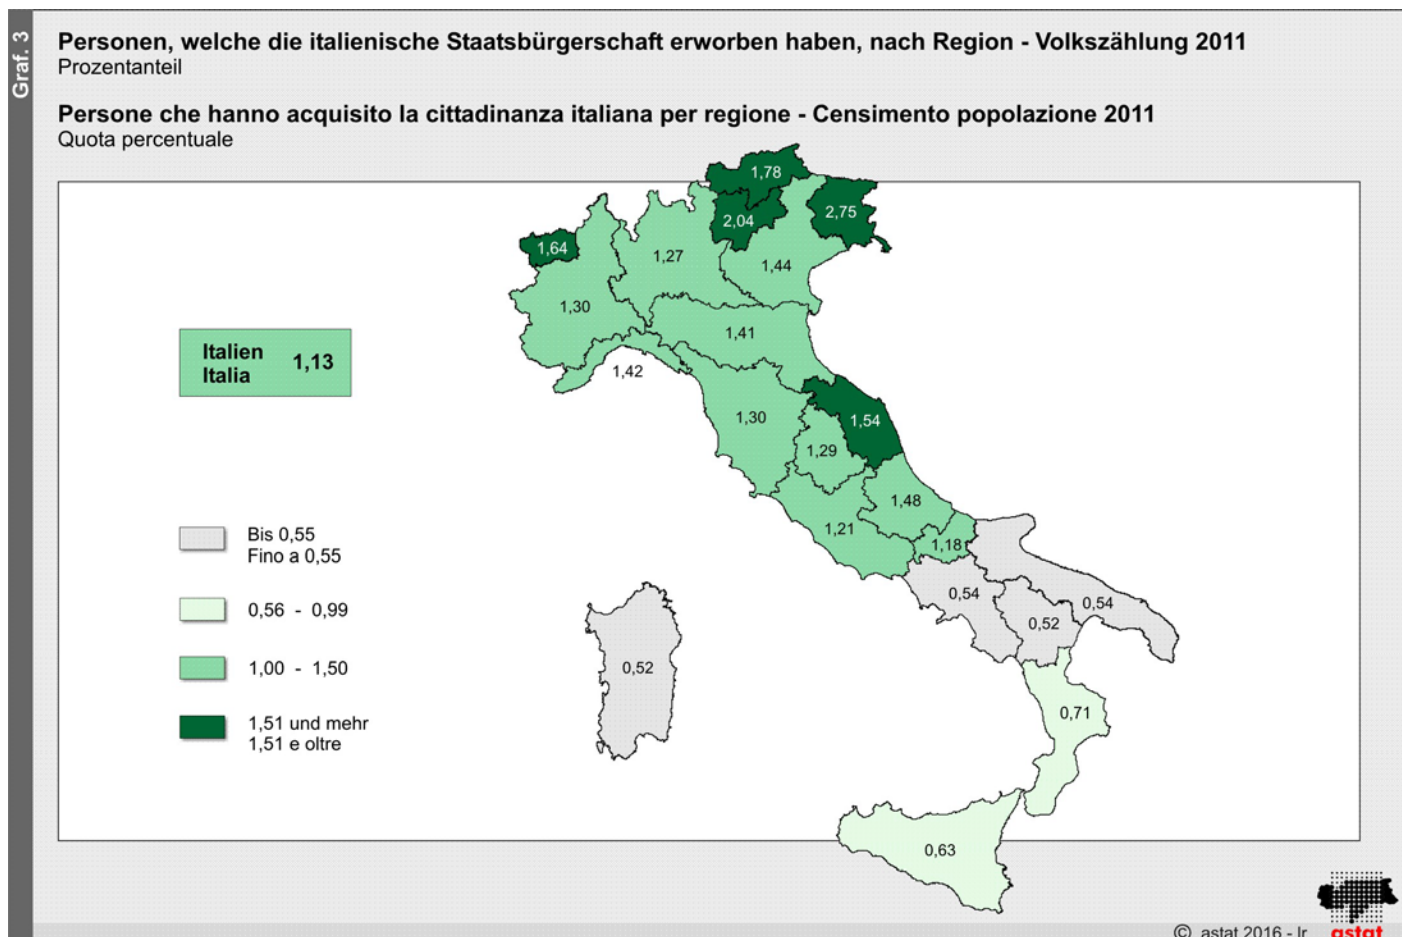 Graf. 3
Personen, welche die italienische Staatsbürgerschaft erworben haben, nach Region - Volkszählung 2011
Prozentanteil
Persone che hanno acquisito la cittadinanza italiana per regione - Censimento popolazione 2011
Quota percentuale
1,78
2,04
2,75
1,64
1,27
1,44
1,30
1,41
1,42
Italien
Italia
1,13
1,30
1,54
1,29
1,48
1,21
1,18
0,54
0,54
0,52
0,52
0,71
0,63
Bis 0,55
Fino a 0,55
0,56 - 0,99
1,00 - 1,50
1,51 und mehr
1,51 e oltre
© astat 2016 - lr
astat